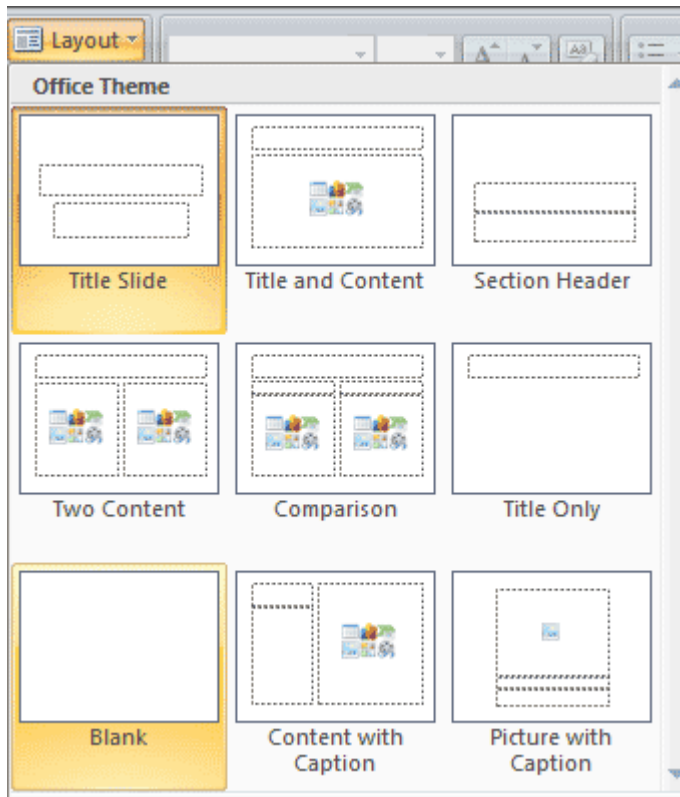 Layout
Office Theme
Title Slide
Title and Content
Section Header
Two Content
Comparison
Title Only
Blank
Content with
Caption
Picture with
Caption